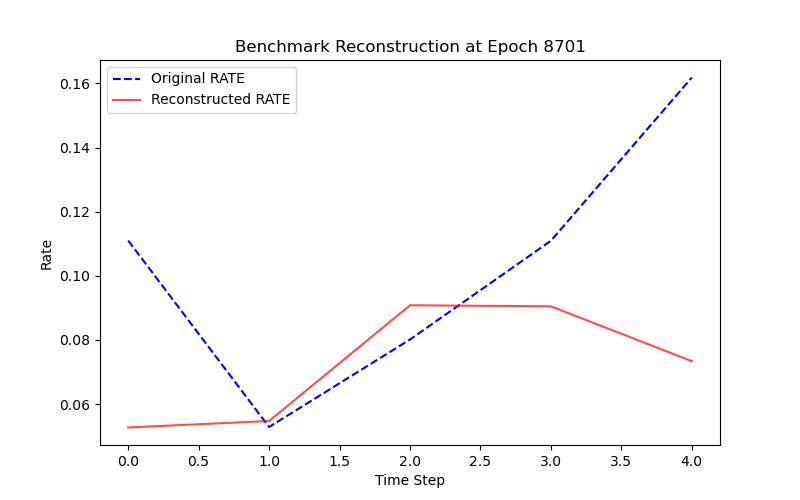 Benchmark Reconstruction at Epoch 8701
Original RATE
Reconstructed RATE
0.16
0.14
0.12
0.10
0.08
0.06
Rate
0.0 0.5 1.0 1.5 2.0 2.5 3.0 3.5 4.0
Time Step